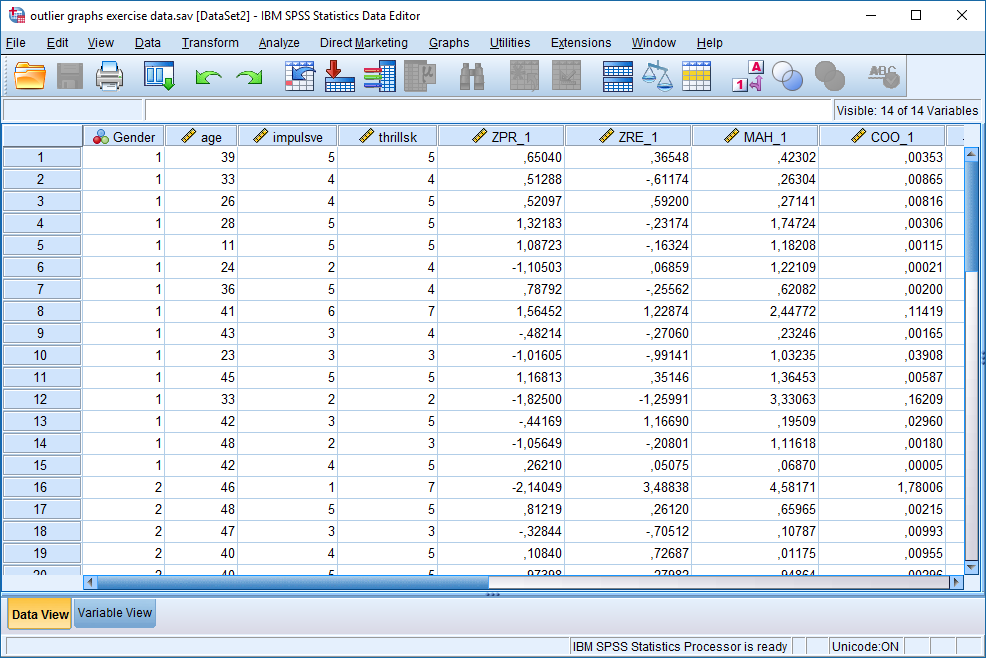 outlier graphs exercise data.sav [DataSet2] - IBM SPSS Statistics Data Editor
File Edit View Data Transform Analyze Direct Marketing Graphs Utilities Extensions Window Help
1 A ABC
Visible: 14 of 14 Variables
Gender age impulsve thrillsk ZPR_1 ZRE_1 MAH_1 COO_1
1 1 39 5 5 ,65040 ,36548 ,42302 ,00353
2 1 33 4 4 ,51288 -,61174 ,26304 ,00865
3 1 26 4 5 ,52097 ,59200 ,27141 ,00816
4 1 28 5 5 1,32183 -,23174 1,74724 ,00306
5 1 11 5 5 1,08723 -,16324 1,18208 ,00115
6 1 24 2 4 -1,10503 ,06859 1,22109 ,00021
7 1 36 5 4 ,78792 -,25562 ,62082 ,00200
8 1 41 6 7 1,56452 1,22874 2,44772 ,11419
9 1 43 3 4 -,48214 -,27060 ,23246 ,00165
10 1 23 3 3 -1,01605 -,99141 1,03235 ,03908
11 1 45 5 5 1,16813 ,35146 1,36453 ,00587
12 1 33 2 2 -1,82500 -1,25991 3,33063 ,16209
13 1 42 3 5 -,44169 1,16690 ,19509 ,02960
14 1 48 2 3 -1,05649 -,20801 1,11618 ,00180
15 1 42 4 5 ,26210 ,05075 ,06870 ,00005
16 2 46 1 7 -2,14049 3,48838 4,58171 1,78006
17 2 48 5 5 ,81219 ,26120 ,65965 ,00215
18 2 47 3 3 -,32844 -,70512 ,10787 ,00993
19 2 40 4 5 ,10840 ,72687 ,01175 ,00955
Data View Variable View
IBM SPSS Statistics Processor is ready Unicode:ON